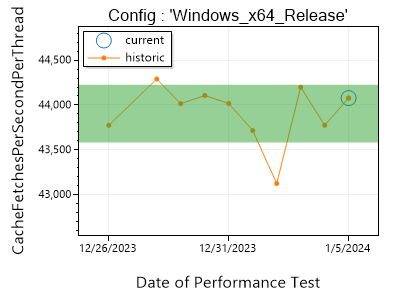 Config : 'Windows_x64_Release'
current
historic
CacheFetchesPerSecondPerThread
44,500
44,000
43,500
43,000
12/26/2023
12/31/2023
1/5/2024
Date of Performance Test